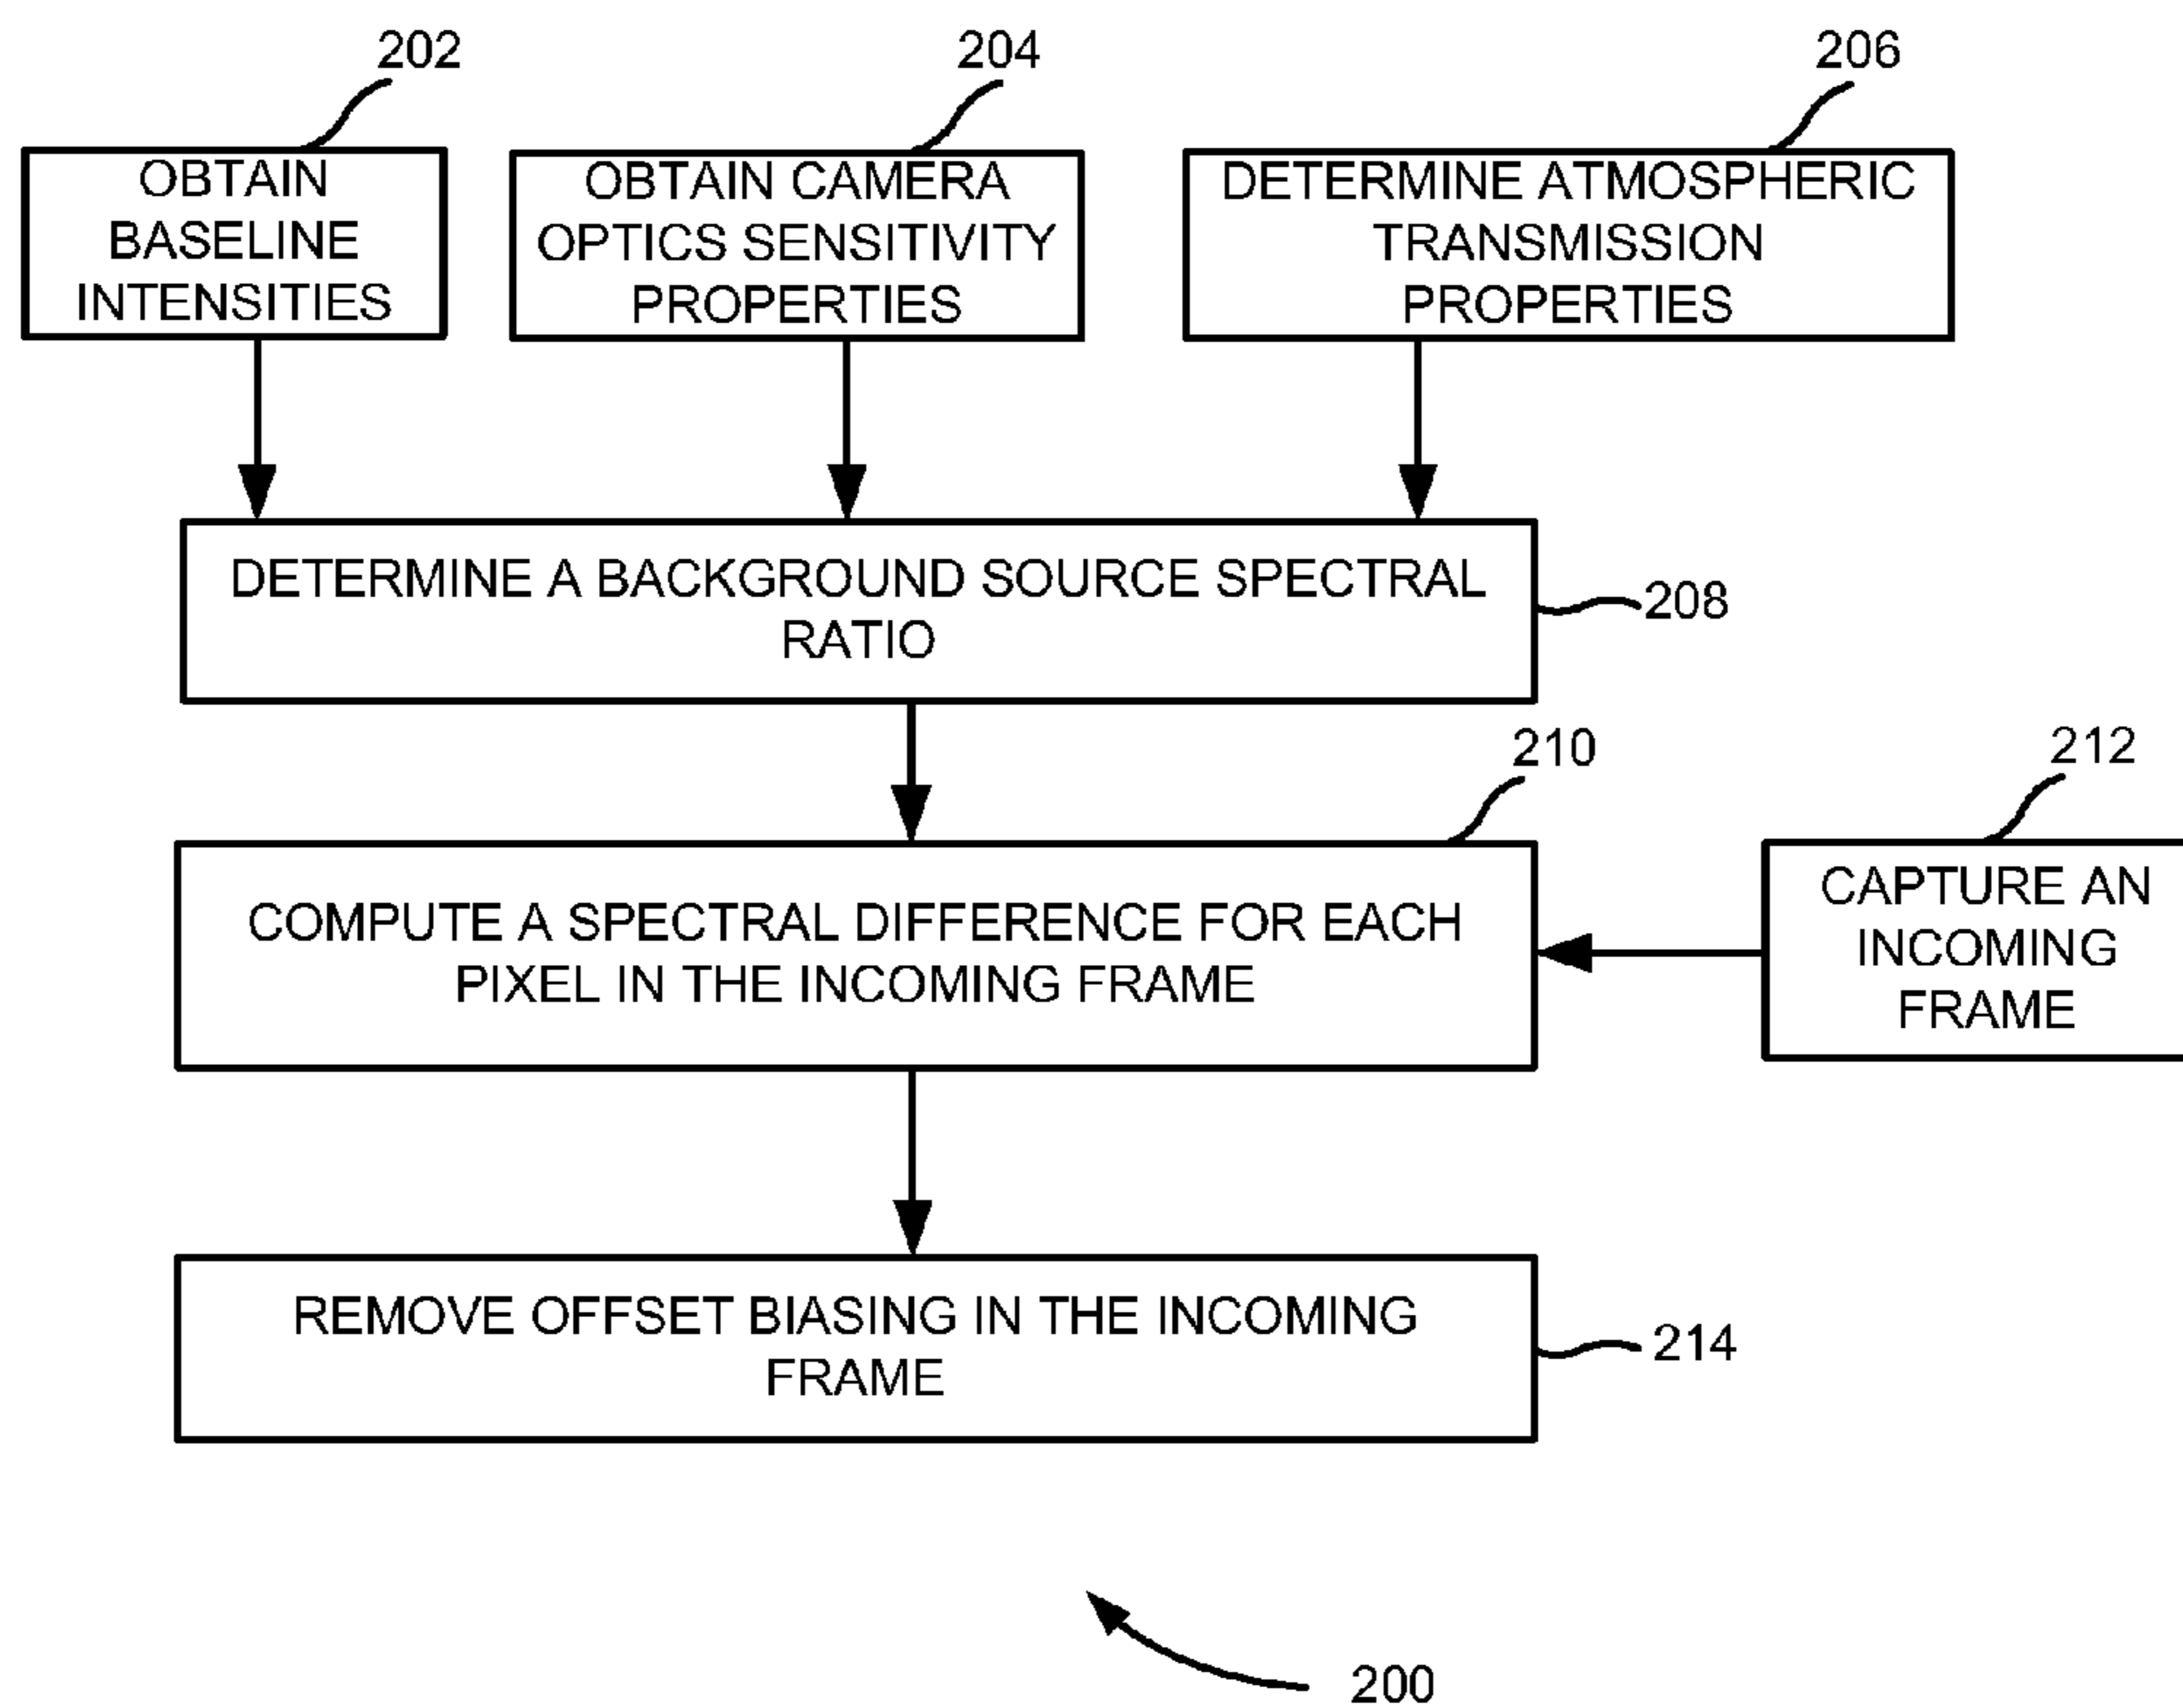 202
204
206
OBTAIN
BASELINE
INTENSITIES
OBTAIN CAMERA
OPTICS SENSITIVITY
PROPERTIES
DETERMINE ATMOSPHERIC
TRANSMISSION
PROPERTIES
DETERMINE A BACKGROUND SOURCE SPECTRAL
RATIO
208
210
212
COMPUTE A SPECTRAL DIFFERENCE FOR EACH
PIXEL IN THE INCOMING FRAME
CAPTURE AN
INCOMING
FRAME
REMOVE OFFSET BIASING IN THE INCOMING
FRAME
214
200